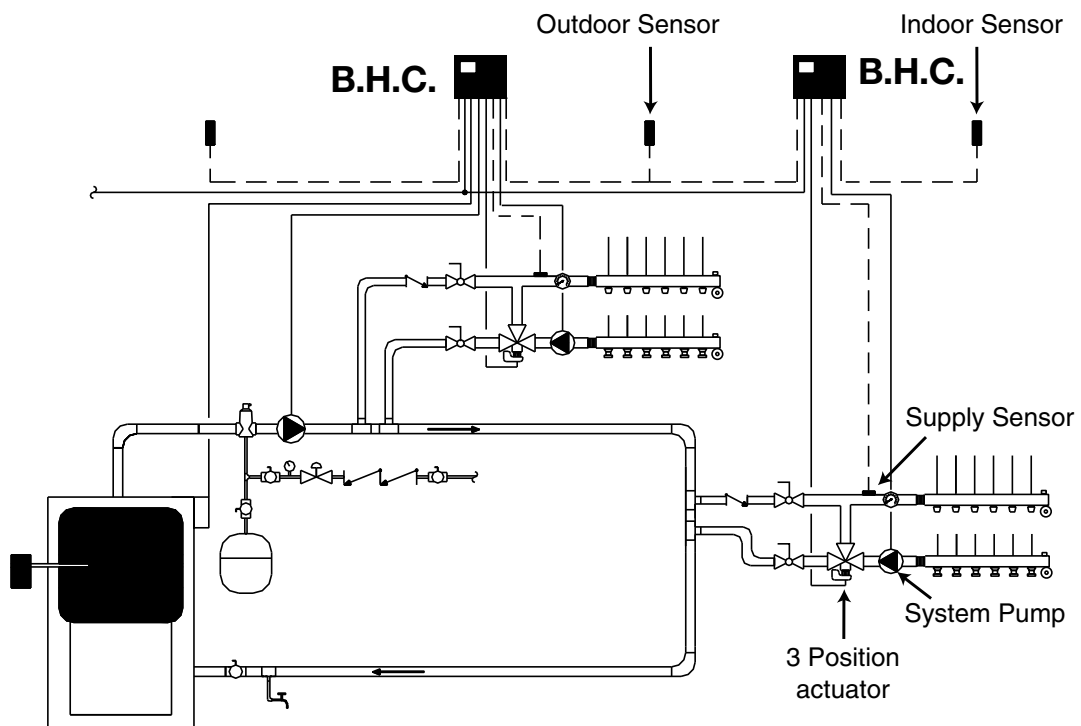 Outdoor Sensor
Indoor Sensor
B.H.C.
B.H.C.
Supply Sensor
System Pump
3 Position
actuator